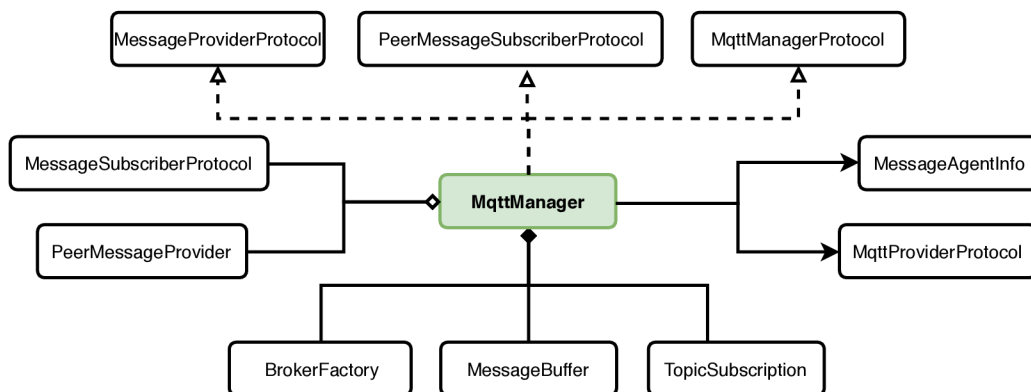 MessageProviderProtocol
PeerMessageSubscriberProtocol
MqttManagerProtocol
MessageSubscriberProtocol
MessageAgentInfo
MqttManager
PeerMessageProvider
MqttProviderProtocol
BrokerFactory
MessageBuffer
TopicSubscription